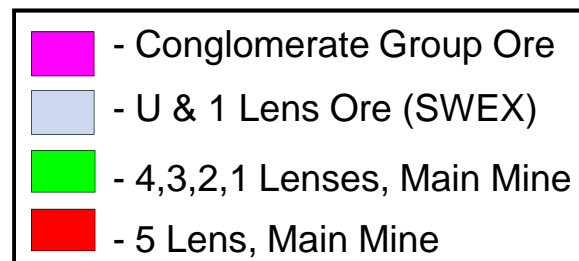 - Conglomerate Group Ore
- U & 1 Lens Ore (SWEX)
- 4,3,2,1 Lenses, Main Mine
- 5 Lens, Main Mine